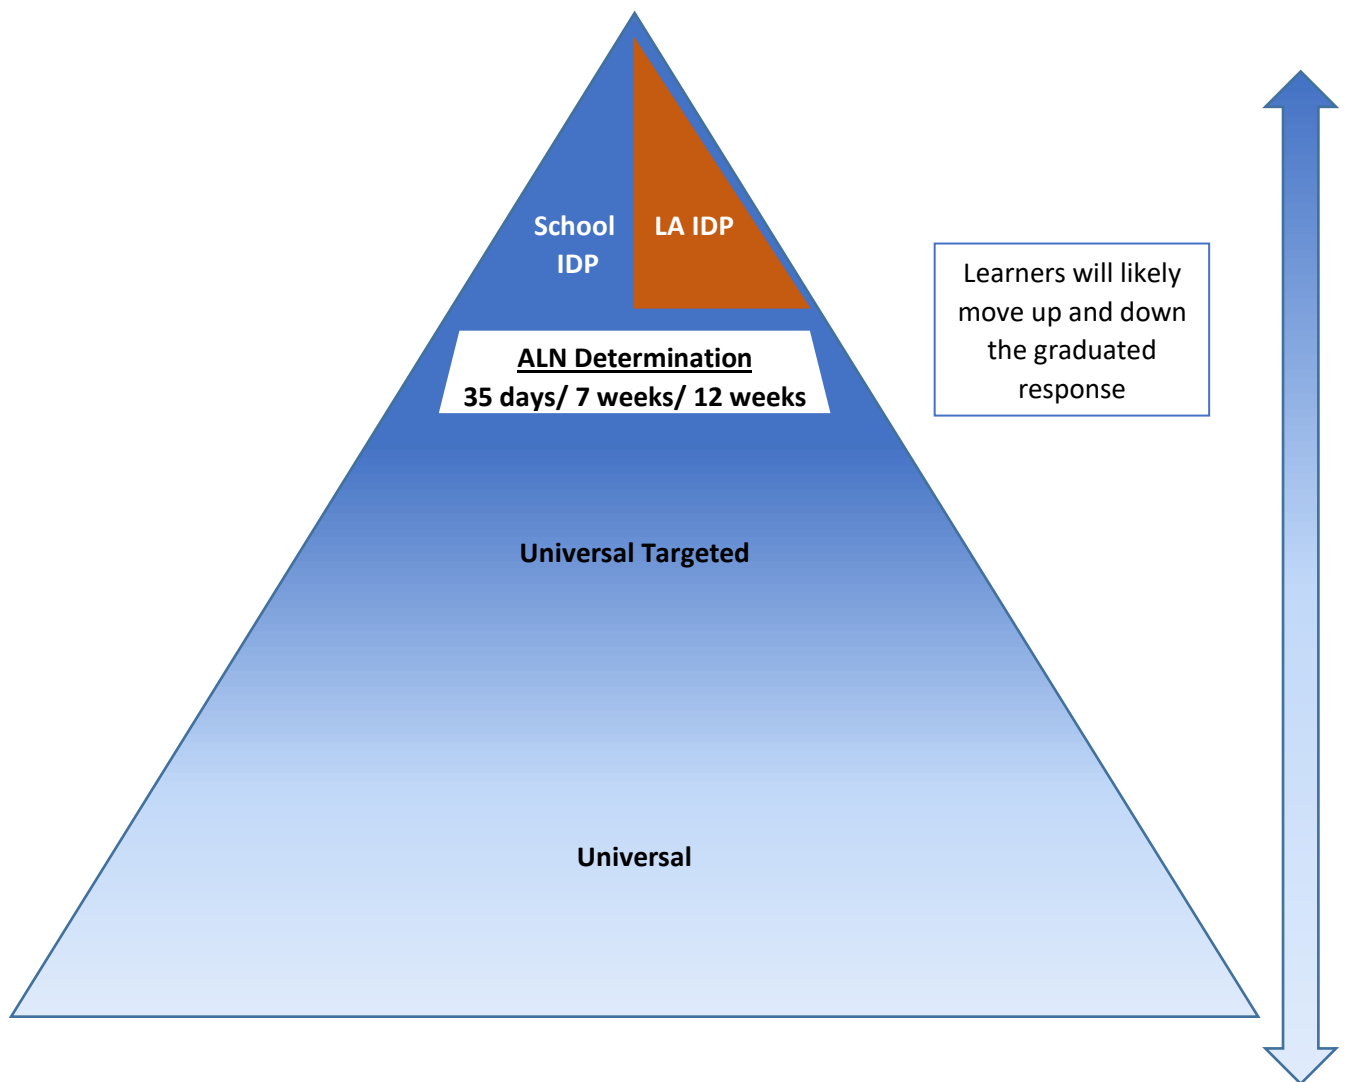 School
IDP
LA IDP
Learners will likely
move up and down
the graduated
response
ALN Determination
35 days/ 7 weeks/ 12 weeks
Universal Targeted
Universal